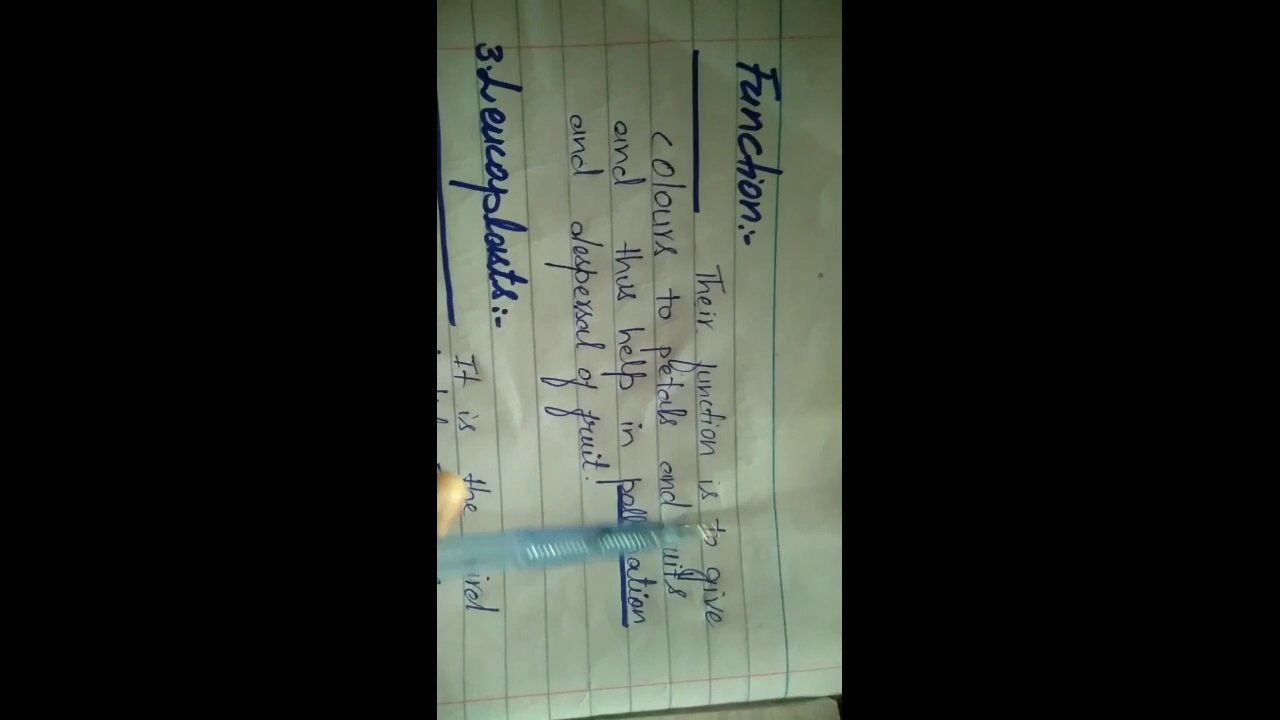 Function:-
Their function is to give
colours to petals and
and thus help in
and despersal of fruit.
3. Leucoplasts:-
It is the